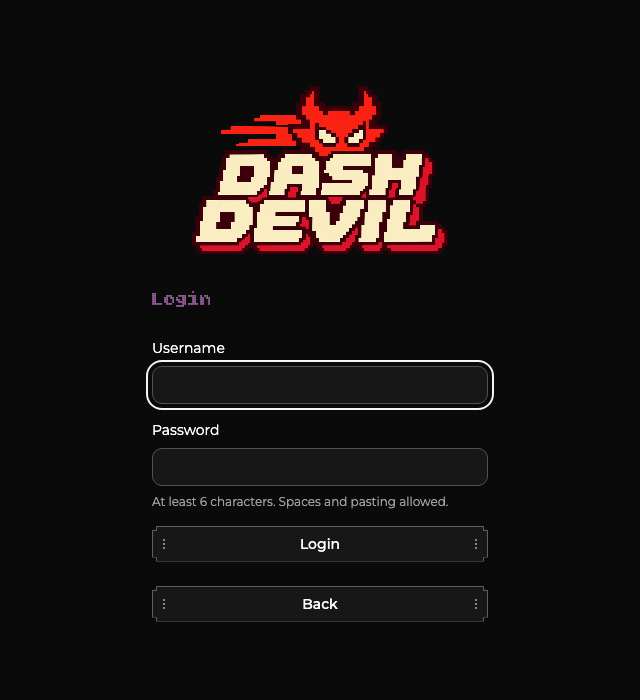 DASH
DEVIL
Login
Username
Password
At least 6 characters. Spaces and pasting allowed.
Login
Back